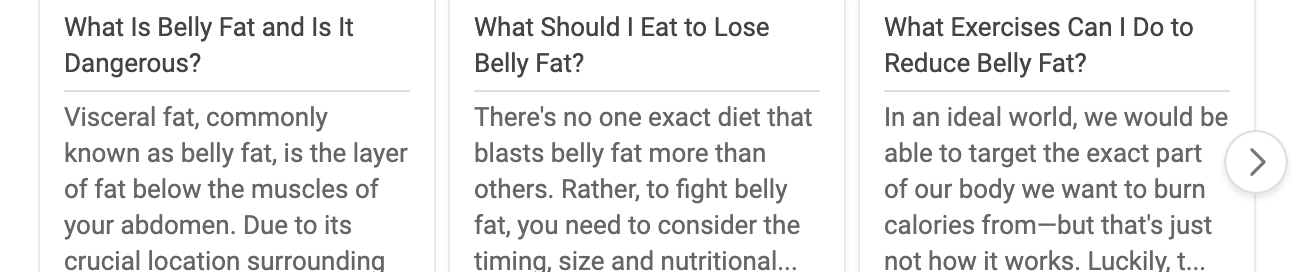 What Is Belly Fat and Is It
Dangerous?
Visceral fat, commonly
known as belly fat, is the layer
of fat below the muscles of
your abdomen. Due to its
crucial location surrounding
What Should I Eat to Lose
Belly Fat?
There's no one exact diet that
blasts belly fat more than
others. Rather, to fight belly
fat, you need to consider the
timing, size and nutritional...
What Exercises Can I Do to
Reduce Belly Fat?
In an ideal world, we would be
able to target the exact part
of our body we want to burn
calories from—but that's just
not how it works. Luckily, t...